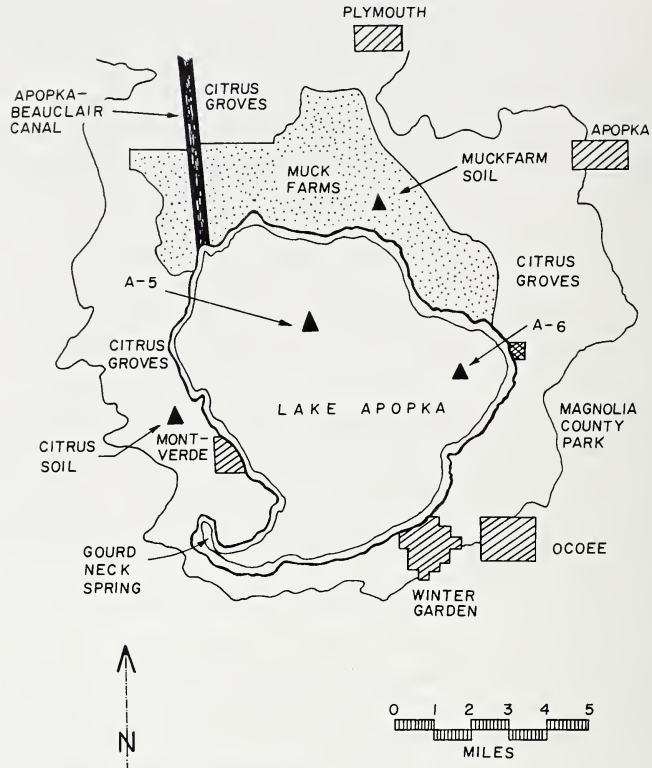 PLYMOUTH
APOPKA-
BEAUCLAIR
CANAL
CITRUS
GROVES
APOPKA
MUCK
FARMS
MUCKFARM
SOIL
CITRUS
GROVES
A-5
A-6
CITRUS
GROVES
LAKE APOPKA
MAGNOLIA
COUNTY
PARK
CITRUS
SOIL
MONT-
VERDE
GOURD
NECK
SPRING
OCOEE
WINTER
GARDEN
N
0 1 2 3 4 5
MILES